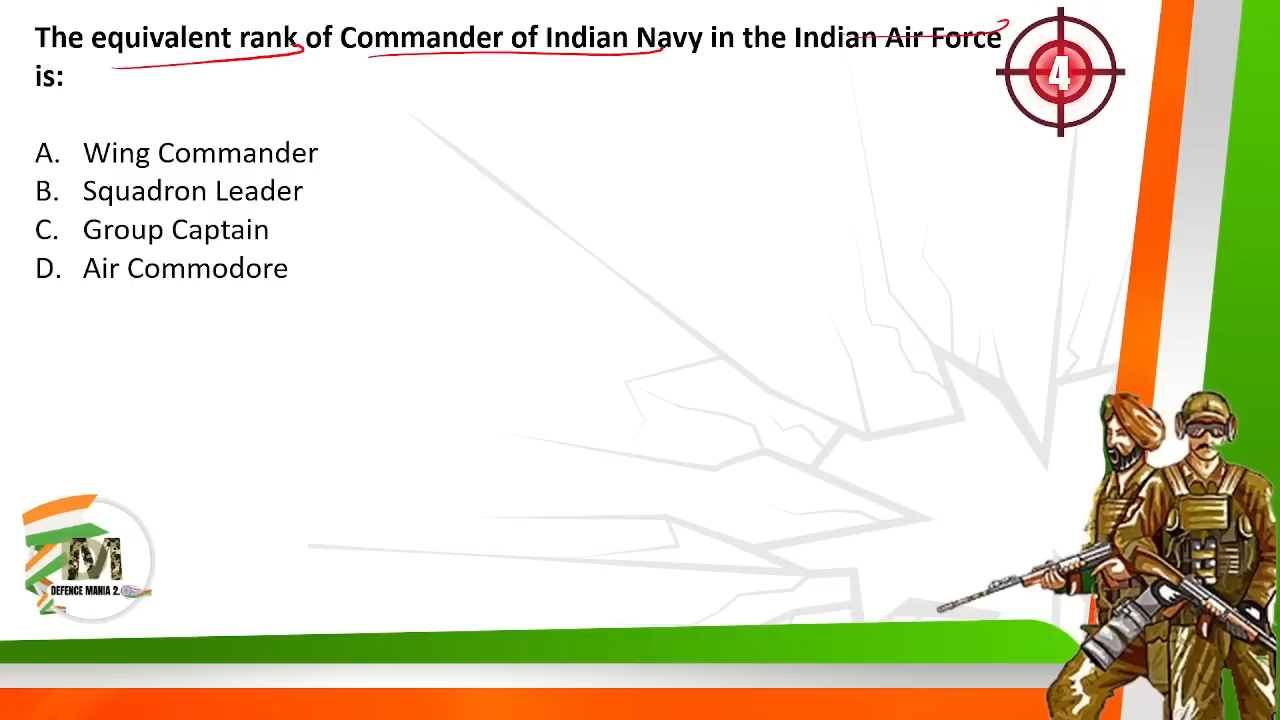 The equivalent rank of Commander of Indian Navy in the Indian Air Force
is:
4
A. Wing Commander
B. Squadron Leader
C. Group Captain
D. Air Commodore
M
DEFENCE MANIA 2.